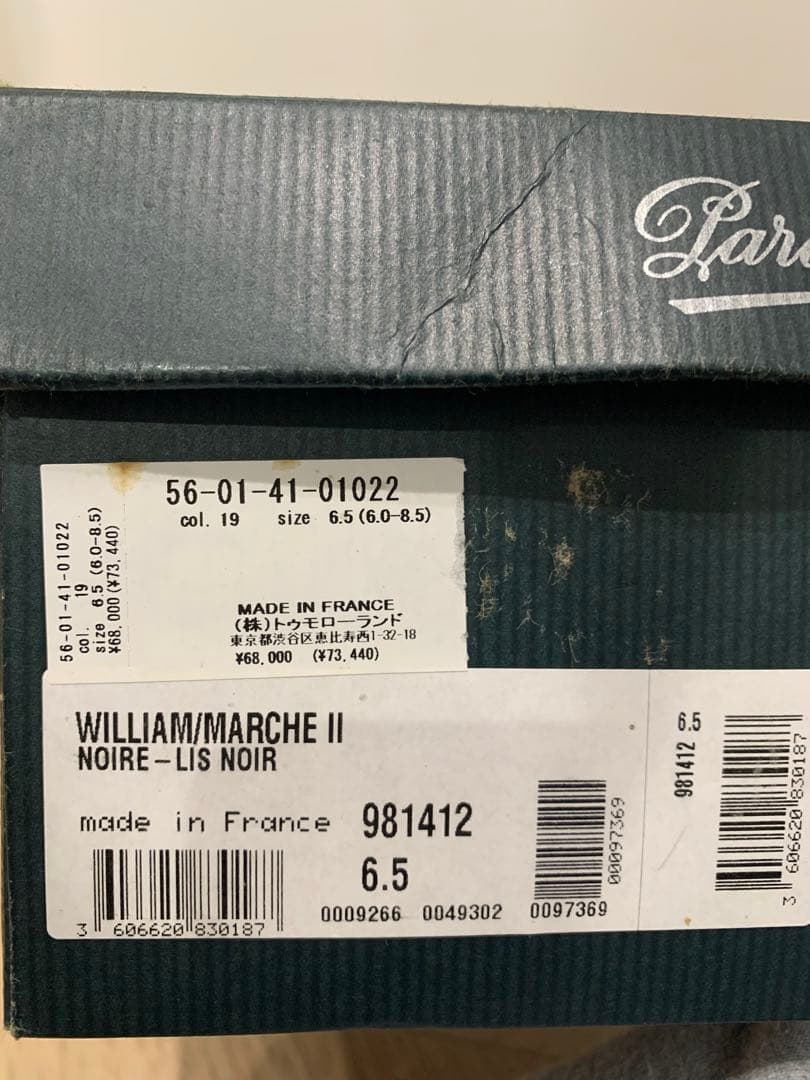 Para
56-01-41-01022
col. 19 size 6.5 (6.0-8.5)
MADE IN FRANCE
(株)トゥモローランド
東京都渋谷区恵比寿西1-32-18
¥68,000 (¥73,440)
56-01-41-01022
col. 19
size 6.5 (6.0-8.5)
¥68,000 (¥73,440)
WILLIAM/MARCHE II
NOIRE-LIS NOIR
made in France 981412
6.5
3 606620 830187
0009266 0049302 0097369
00097369
6.5
981412
3 606620 830187